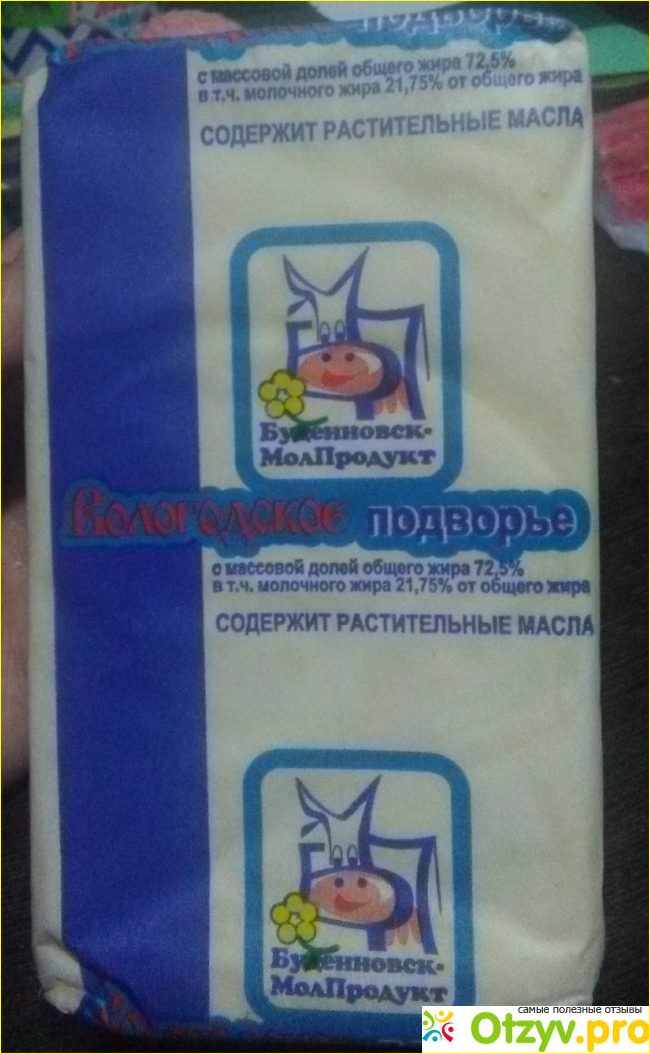 подворье
с массовой долей общего жира 72,5%
в т.ч. молочного жира 21,75% от общего жира
СОДЕРЖИТ РАСТИТЕЛЬНЫЕ МАСЛА
Буденновск-
МолПродукт
Вологодское подворье
с массовой долей общего жира 72,5%
в т.ч. молочного жира 21,75% от общего жира
СОДЕРЖИТ РАСТИТЕЛЬНЫЕ МАСЛА
Буденновск-
МолПродукт
самые полезные отзывы
Otzyv.pro